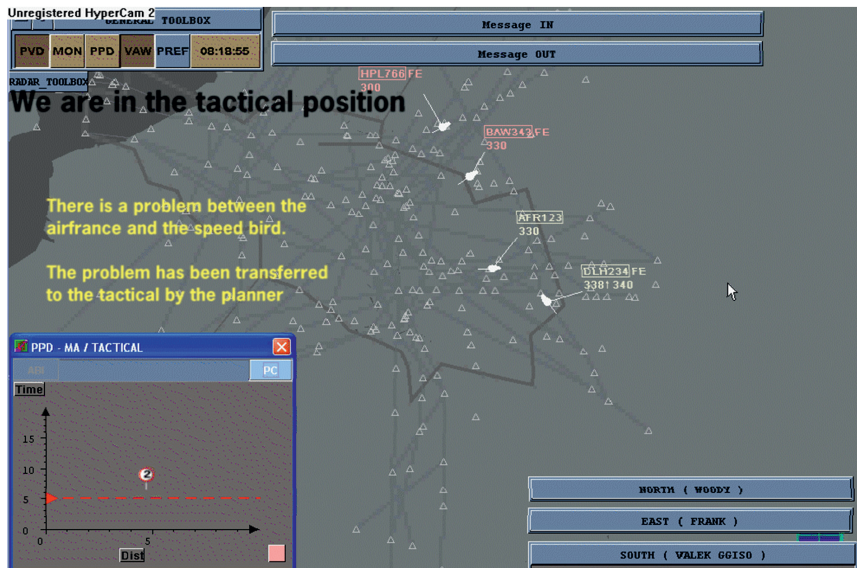 Unregistered HyperCam 2
GENERAL TOOLBOX
PVD MON PPD VAW PREF 08:18:55
Message IN
Message OUT
RADAR_TOOLBOX
HPL766 FE
300
We are in the tactical position
BAW343 FE
330
There is a problem between the
airfrance and the speed bird.
AFR123
330
The problem has been transferred
to the tactical by the planner
DLH234 FE
338↑340
PPD - MA / TACTICAL
ABI PC
Time
15
10
2
5
0
0 5
Dist
NORTH ( WOODY )
EAST ( FRANK )
SOUTH ( VALEK GGISO )